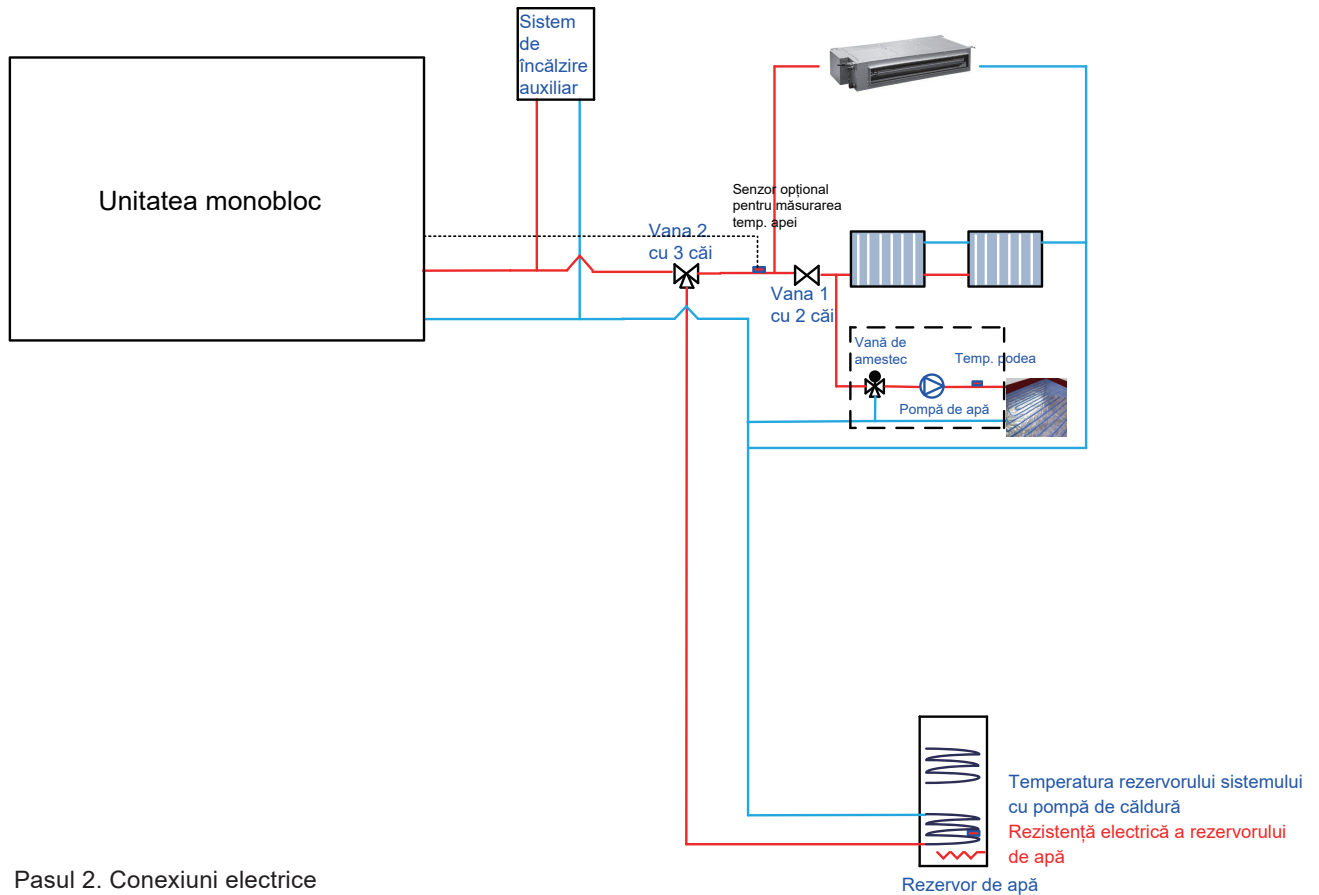 Sistem
de
încălzire
auxiliar
Unitatea monobloc
Senzor opțional
pentru măsurarea
temp. apei
Vana 2
cu 3 căi
Vana 1
cu 2 căi
Vană de
amestec
Temp. podea
Pompă de apă
Temperatura rezervorului sistemului
cu pompă de căldură
Rezistență electrică a rezervorului
de apă
Rezervor de apă
Pasul 2. Conexiuni electrice